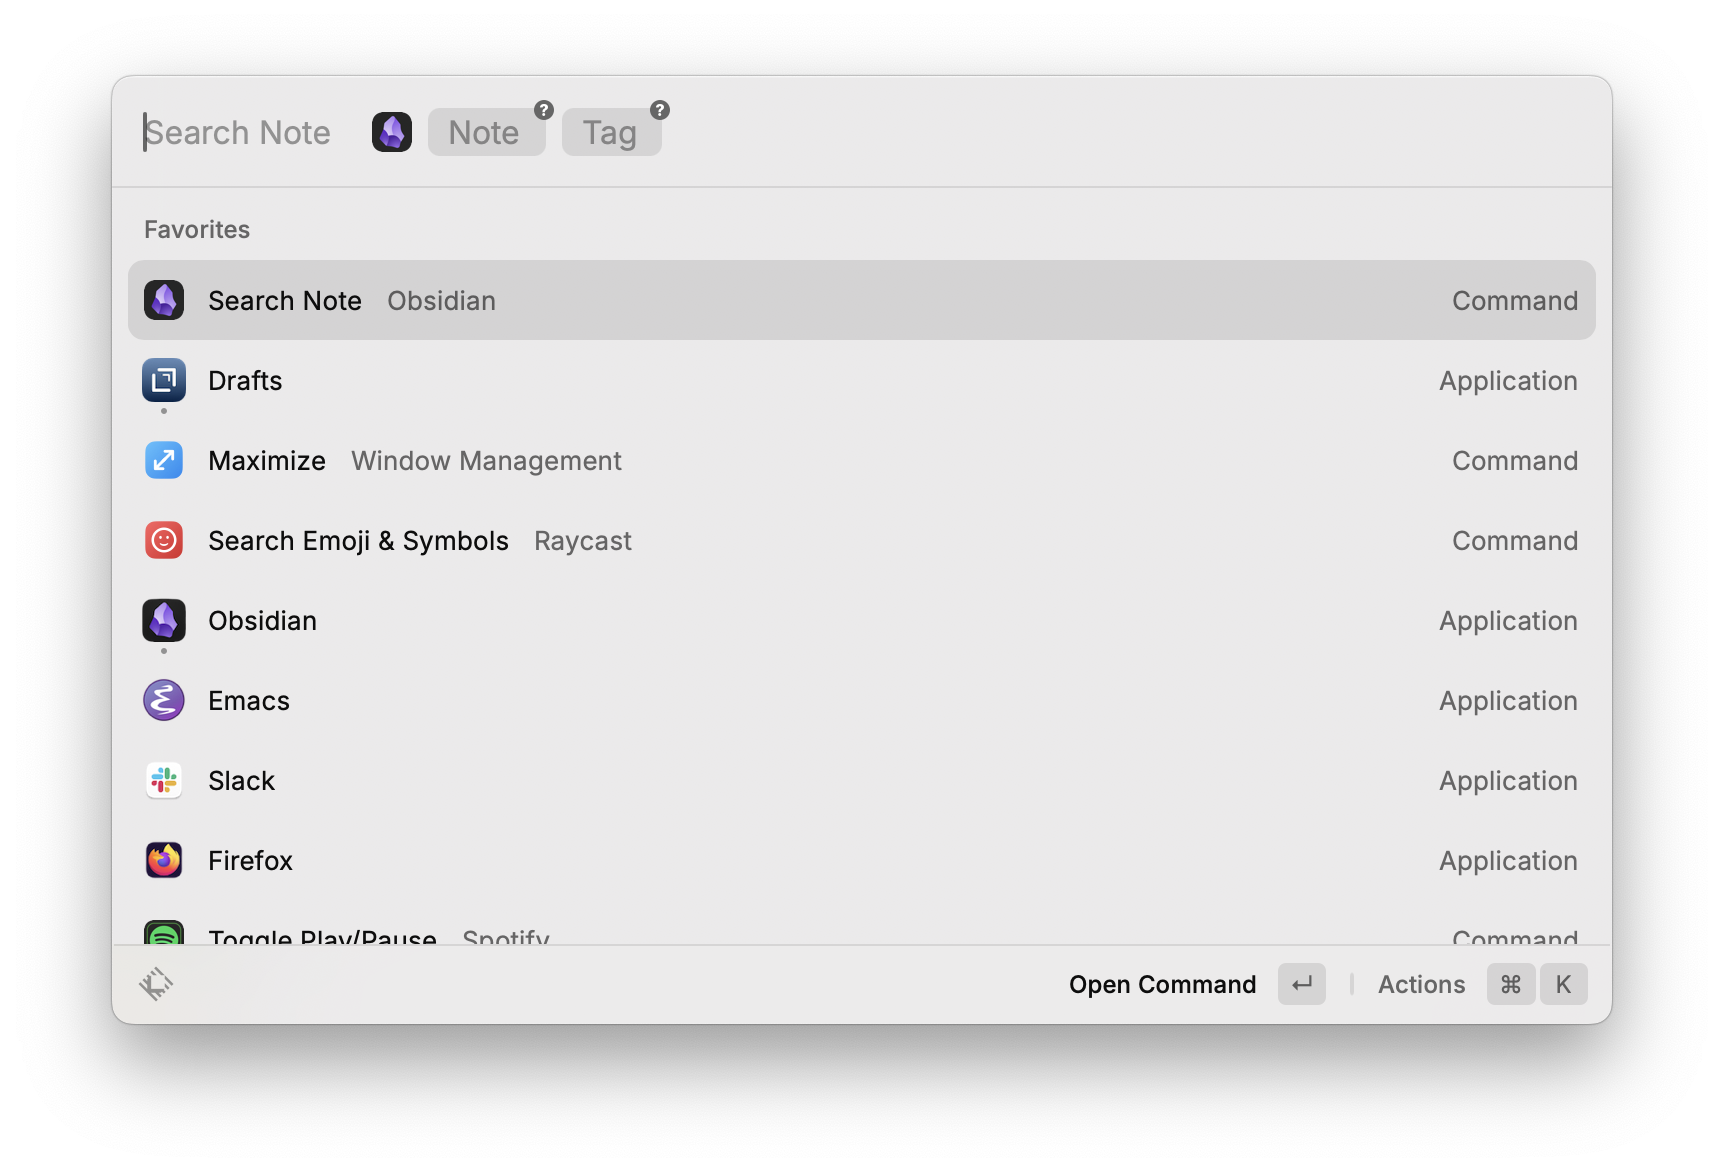 Search Note Note ? Tag ?
Favorites
Search Note Obsidian Command
Drafts Application
Maximize Window Management Command
Search Emoji & Symbols Raycast Command
Obsidian Application
Emacs Application
Slack Application
Firefox Application
Toggle Play/Pause Spotify Command
Open Command ↵ Actions ⌘ K